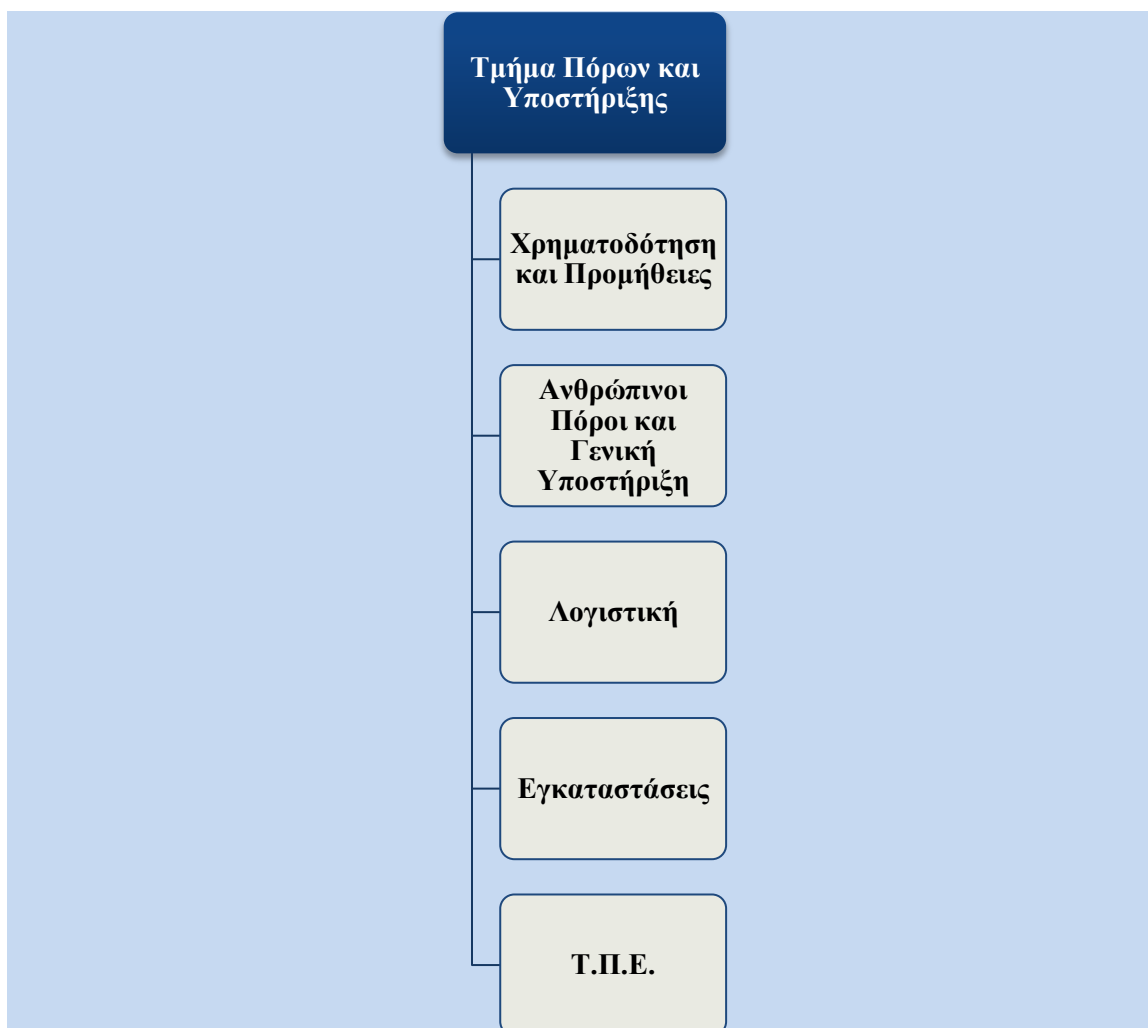 Τμήμα Πόρων και
Υποστήριξης
Χρηματοδότηση
και Προμήθειες
Ανθρώπινοι
Πόροι και
Γενική
Υποστήριξη
Λογιστική
Εγκαταστάσεις
Τ.Π.Ε.